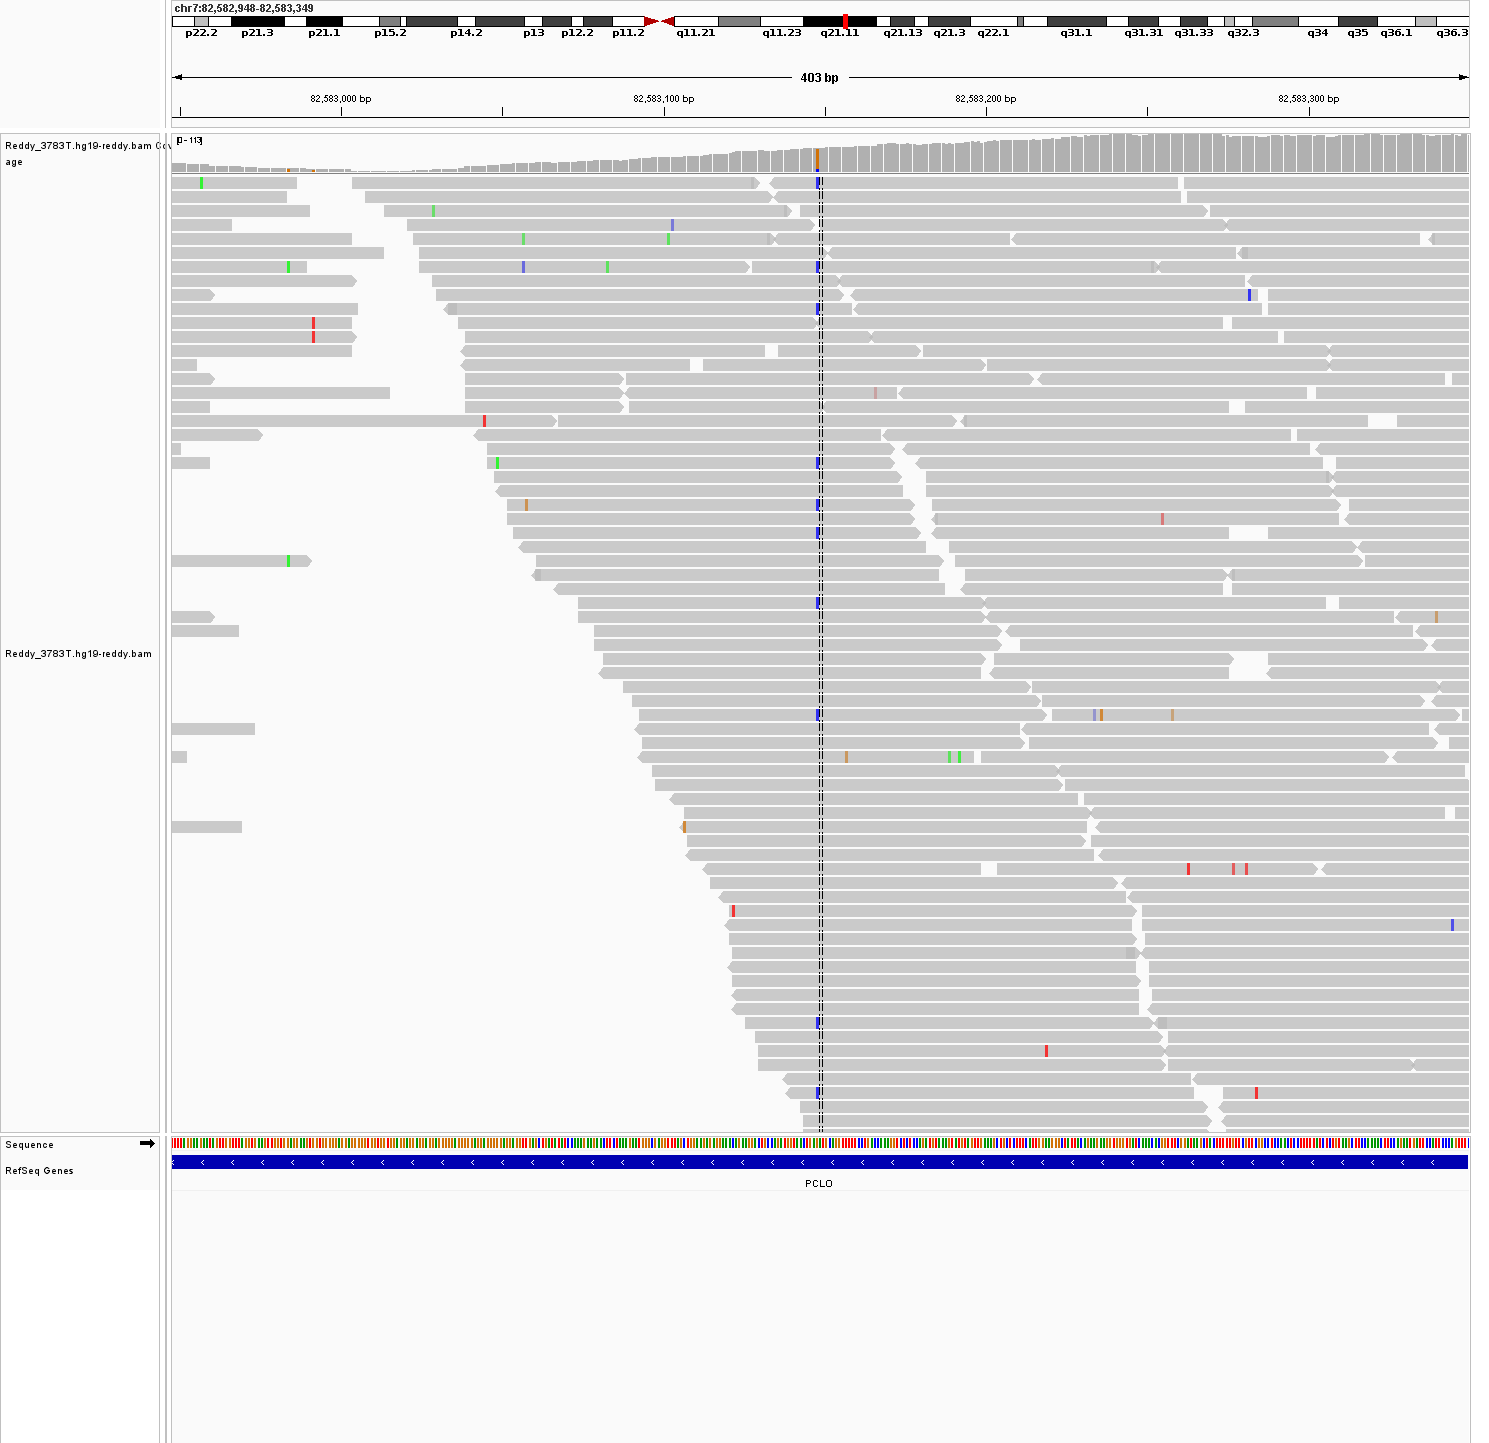 chr7:82,582,948-82,583,349
p22.2 p21.3 p21.1 p15.2 p14.2 p13 p12.2 p11.2 q11.21 q11.23 q21.11 q21.13 q21.3 q22.1 q31.1 q31.31 q31.33 q32.3 q34 q35 q36.1 q36.3
403 bp
82,583,000 bp 82,583,100 bp 82,583,200 bp 82,583,300 bp
[0 - 113]
Reddy_3783T.hg19-reddy.bam Cov
age
Reddy_3783T.hg19-reddy.bam
Sequence
RefSeq Genes
PCLO